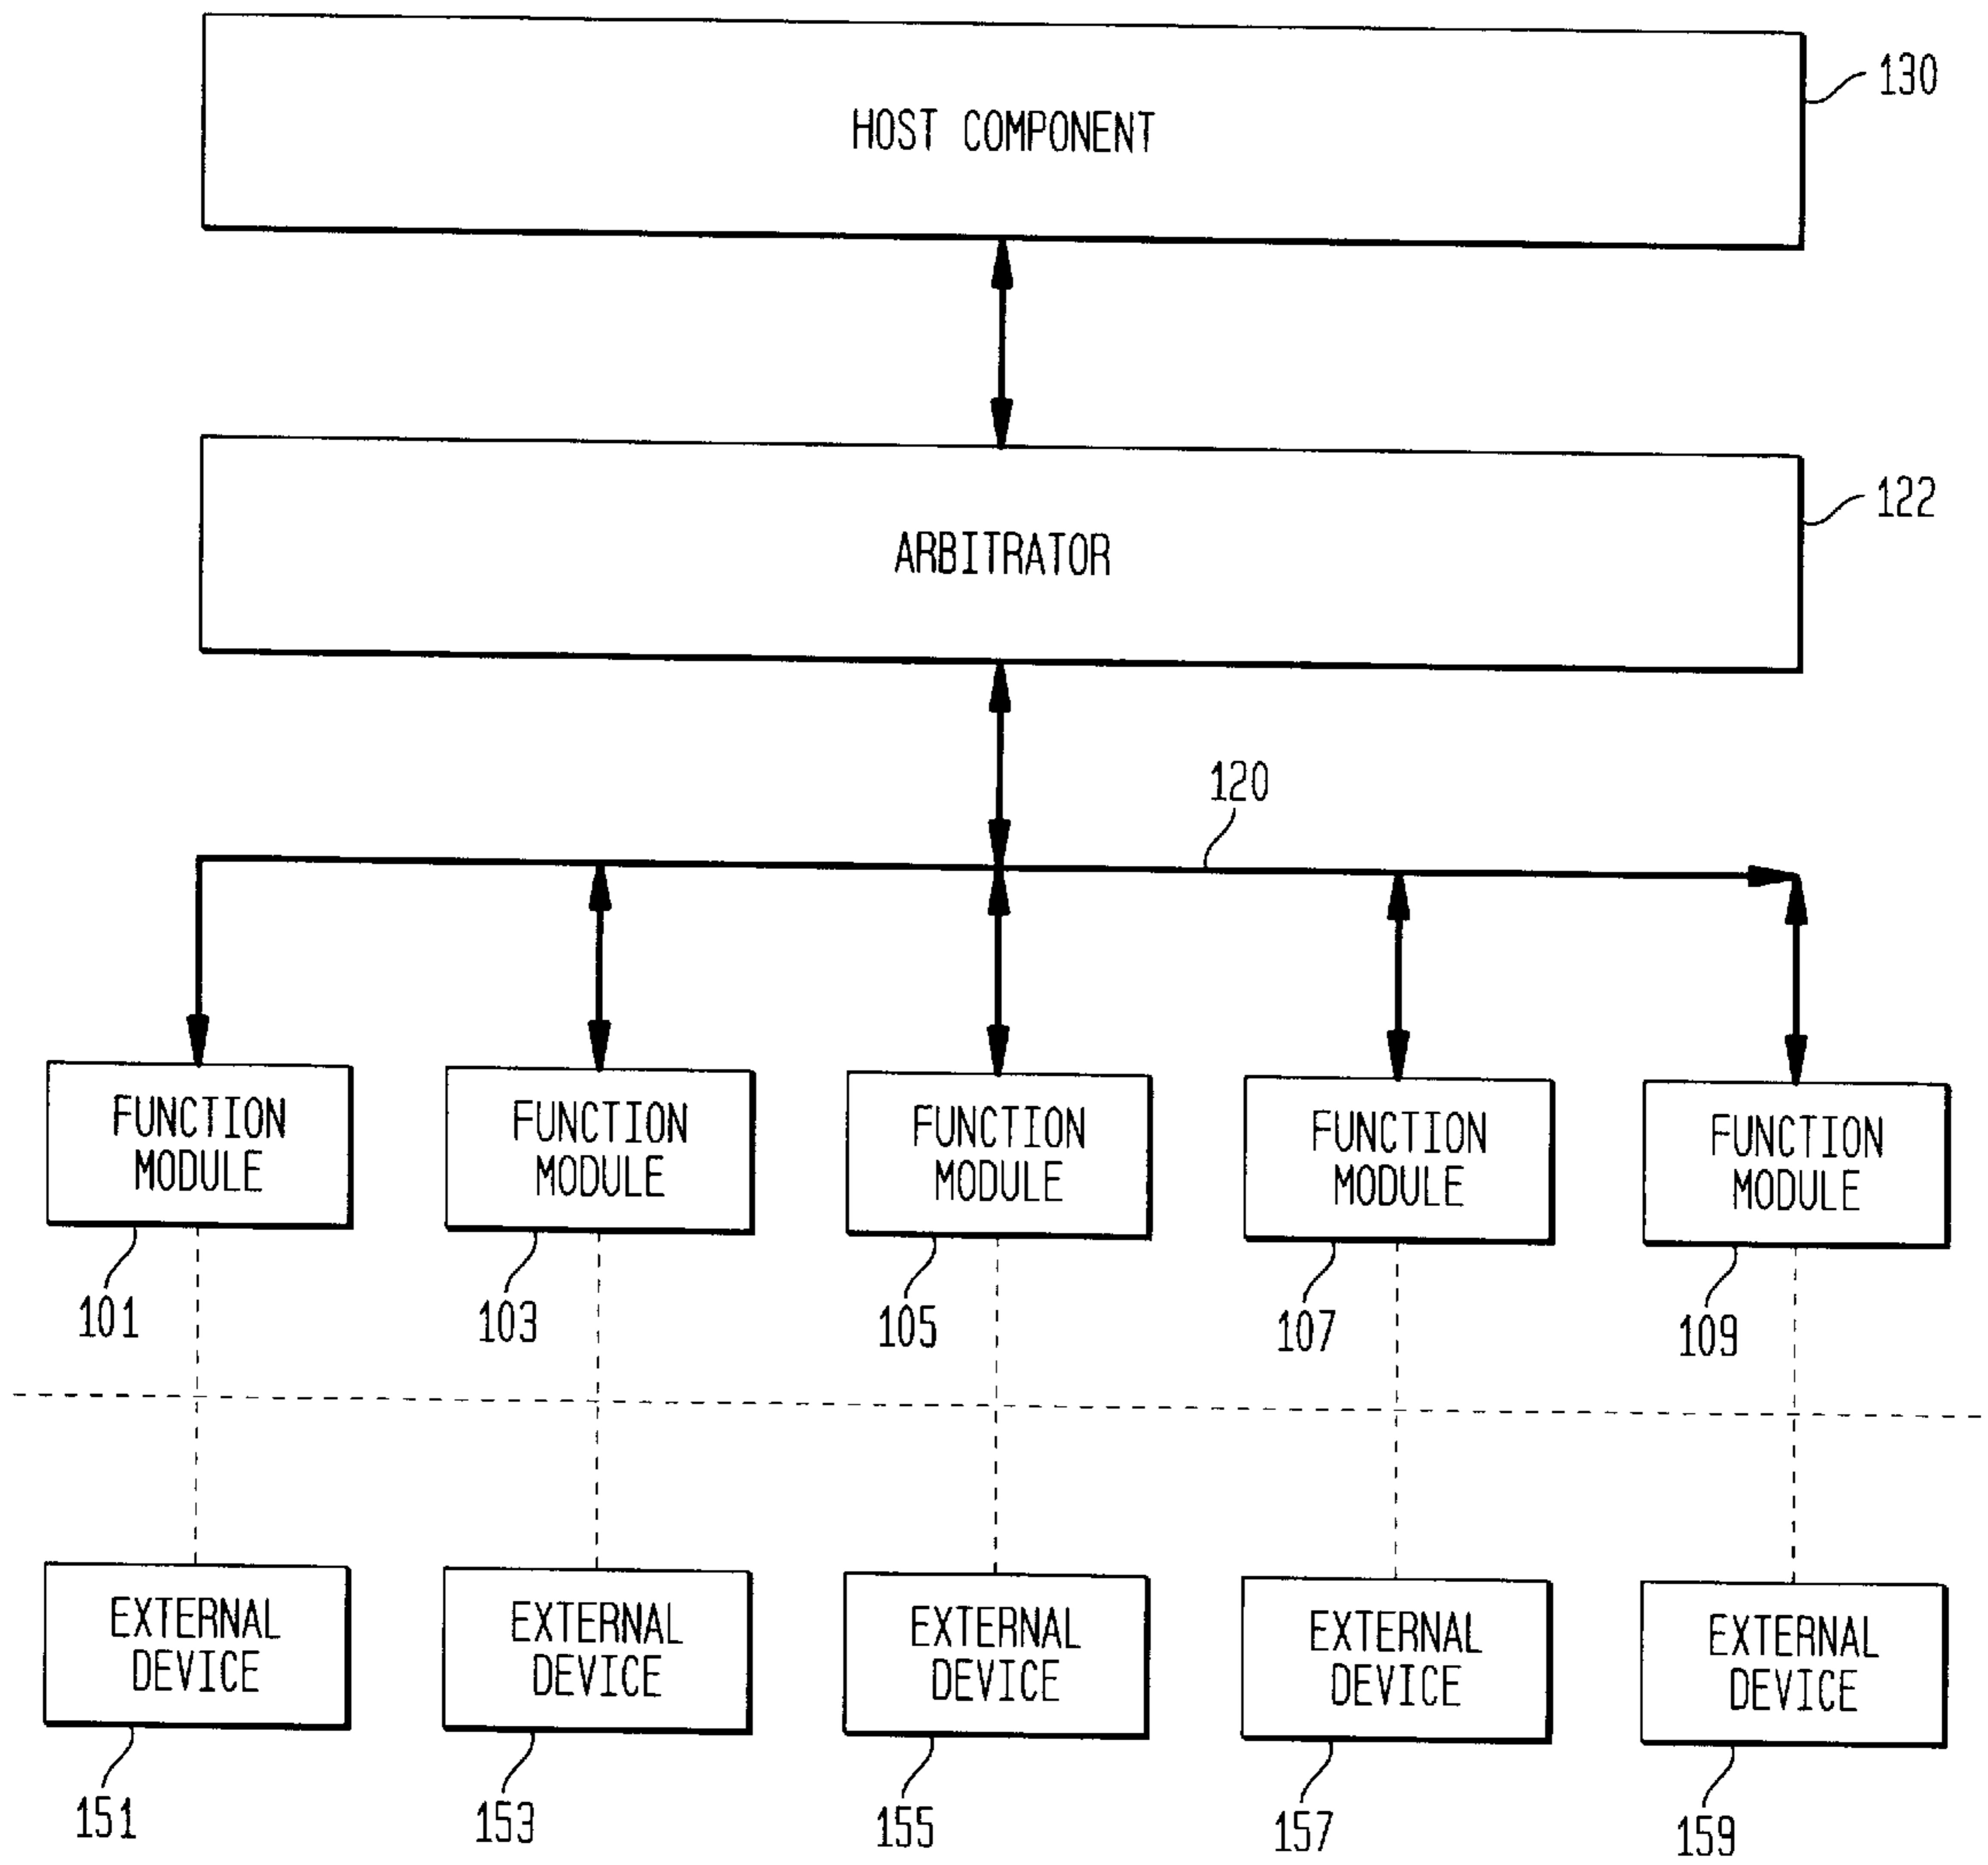 HOST COMPONENT
130
ARBITRATOR
122
120
FUNCTION
MODULE
FUNCTION
MODULE
FUNCTION
MODULE
FUNCTION
MODULE
FUNCTION
MODULE
101
103
105
107
109
EXTERNAL
DEVICE
EXTERNAL
DEVICE
EXTERNAL
DEVICE
EXTERNAL
DEVICE
EXTERNAL
DEVICE
151
153
155
157
159